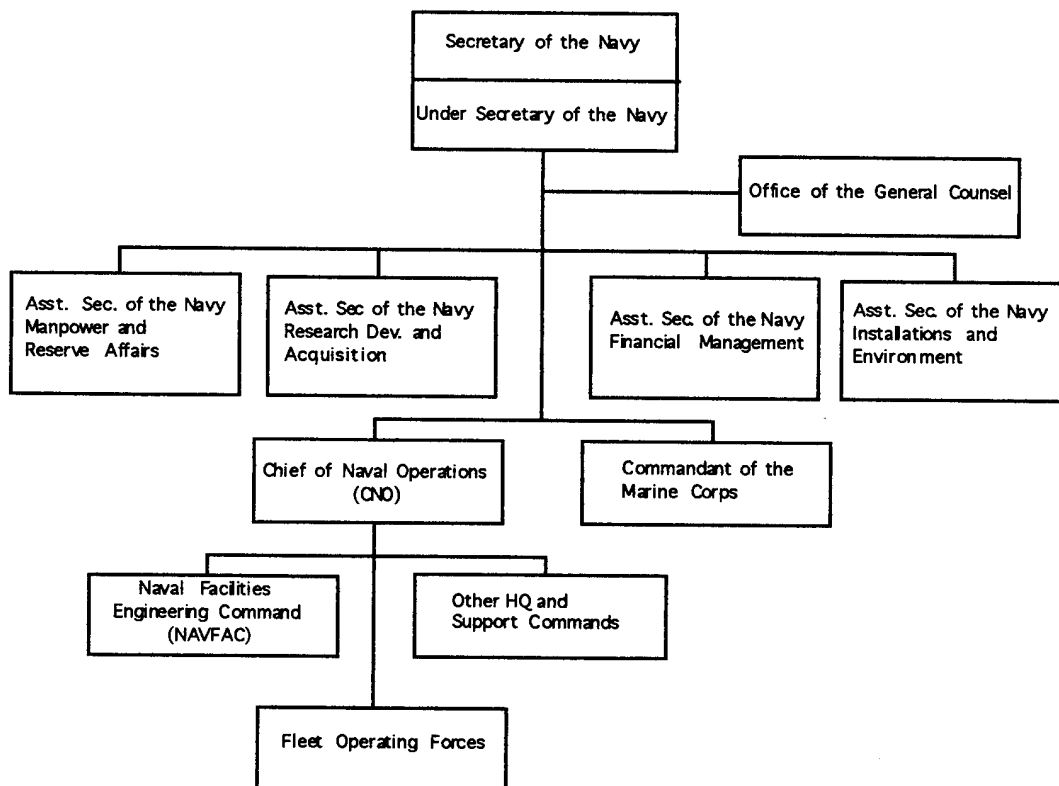 Secretary of the Navy
Under Secretary of the Navy
Office of the General Counsel
Asst. Sec. of the Navy
Manpower and
Reserve Affairs
Asst. Sec of the Navy
Research Dev. and
Acquisition
Asst. Sec. of the Navy
Financial Management
Asst. Sec. of the Navy
Installations and
Environment
Chief of Naval Operations
(CNO)
Commandant of the
Marine Corps
Naval Facilities
Engineering Command
(NAVFAC)
Other HQ and
Support Commands
Fleet Operating Forces